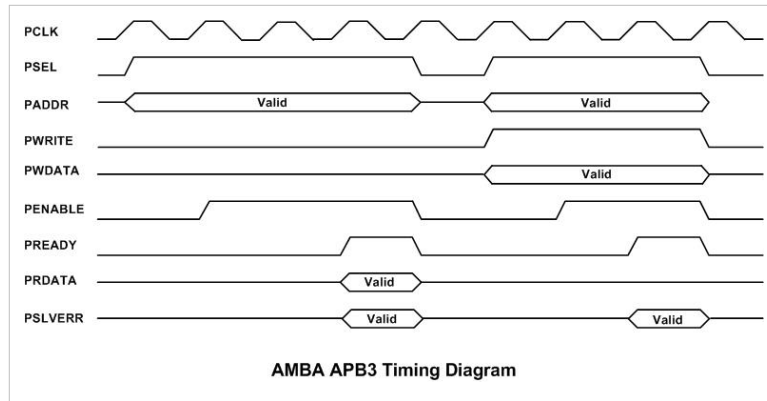 PCLK
PSEL
PADDR Valid Valid
PWRITE
PWDATA Valid
PENABLE
PREADY
PRDATA Valid
PSLVERR Valid Valid
AMBA APB3 Timing Diagram